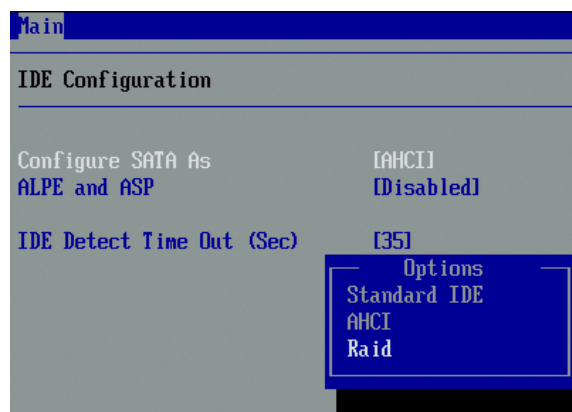 Main
IDE Configuration
Configure SATA As [AHCI]
ALPE and ASP [Disabled]
IDE Detect Time Out (Sec) [35]
Options
Standard IDE
AHCI
Raid